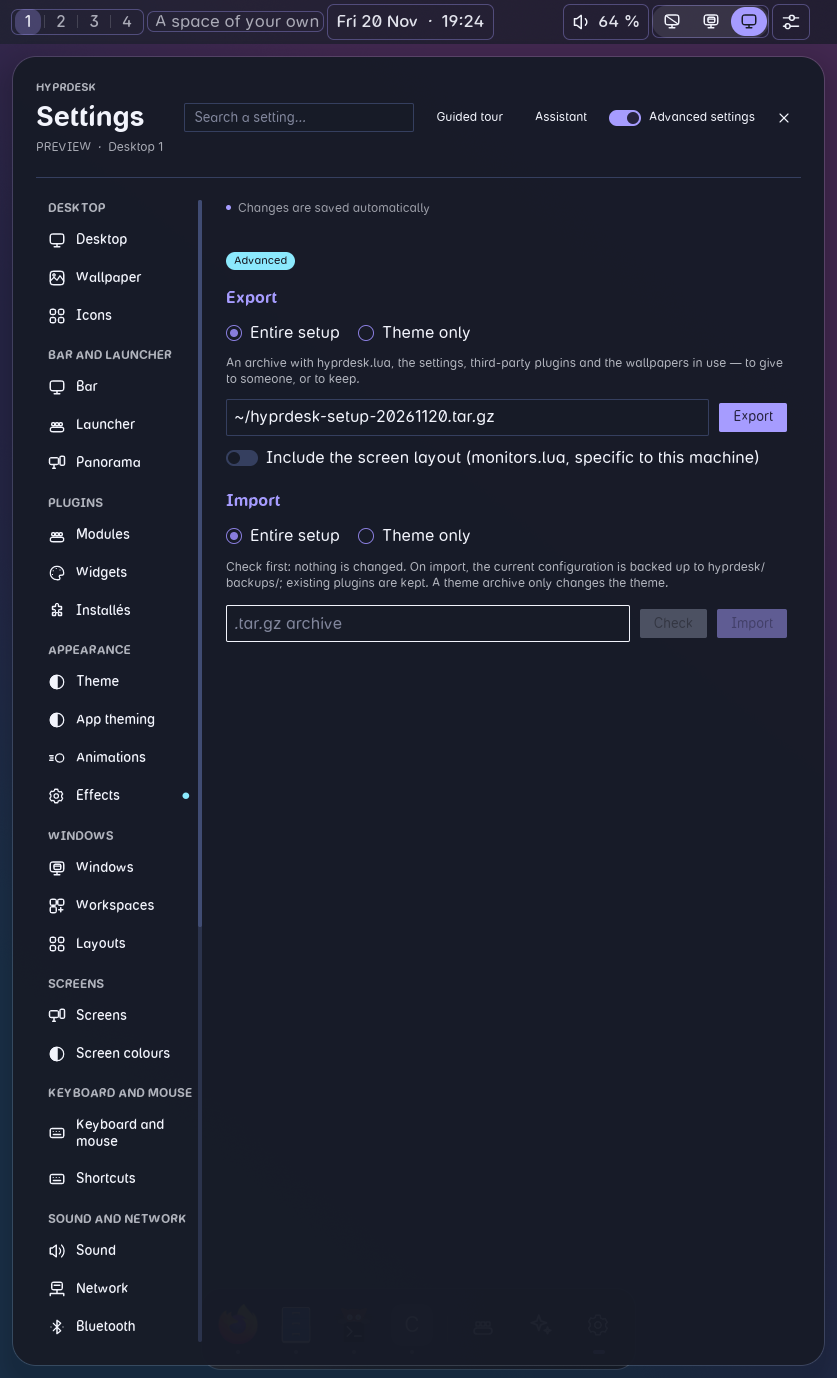 1 2 3 4 A space of your own Fri 20 Nov · 19:24 64 %
HYPRDESK
Settings
Search a setting...
Guided tour
Assistant
Advanced settings
PREVIEW · Desktop 1
DESKTOP
Desktop
Wallpaper
Icons
BAR AND LAUNCHER
Bar
Launcher
Panorama
PLUGINS
Modules
Widgets
Installés
APPEARANCE
Theme
App theming
Animations
Effects
WINDOWS
Windows
Workspaces
Layouts
SCREENS
Screens
Screen colours
KEYBOARD AND MOUSE
Keyboard and
mouse
Shortcuts
SOUND AND NETWORK
Sound
Network
Bluetooth
Changes are saved automatically
Advanced
Export
Entire setup Theme only
An archive with hyprdesk.lua, the settings, third-party plugins and the wallpapers in use — to give
to someone, or to keep.
~/hyprdesk-setup-20261120.tar.gz
Export
Include the screen layout (monitors.lua, specific to this machine)
Import
Entire setup Theme only
Check first: nothing is changed. On import, the current configuration is backed up to hyprdesk/
backups/; existing plugins are kept. A theme archive only changes the theme.
.tar.gz archive
Check
Import